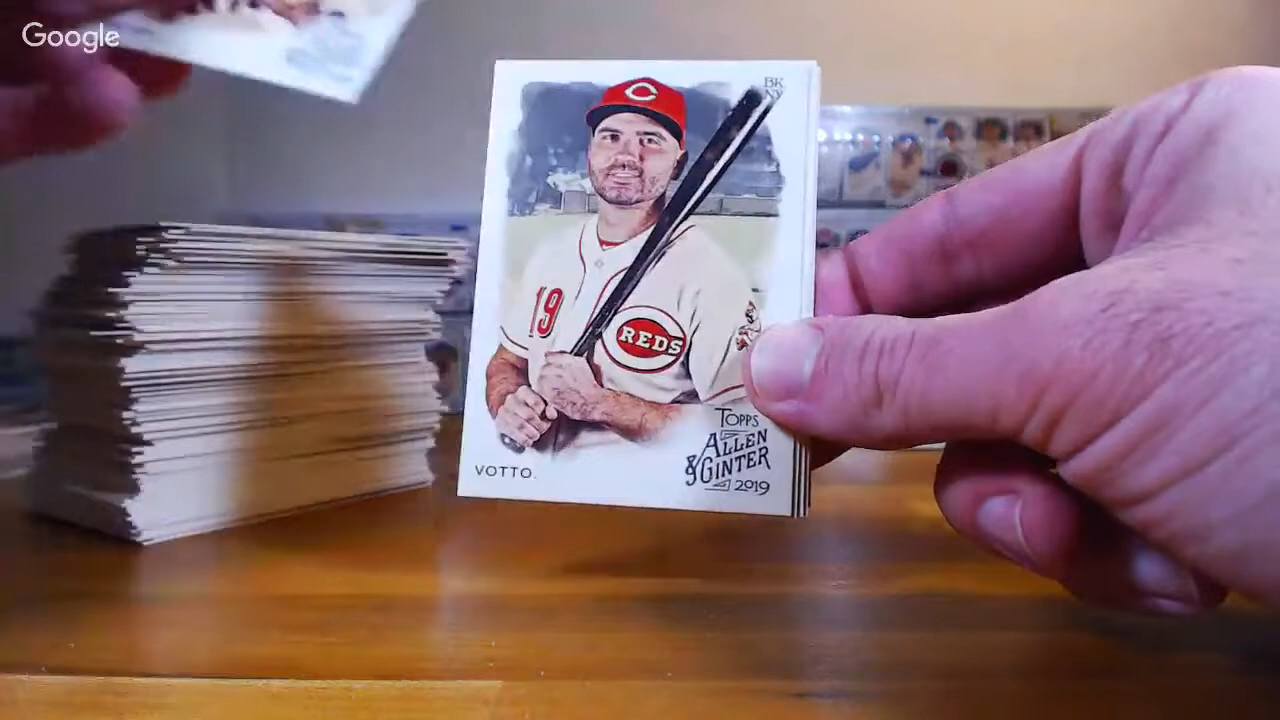 Google
BK
NY
C
19
REDS
TOPPS
ALLEN
& GINTER
2019
VOTTO.